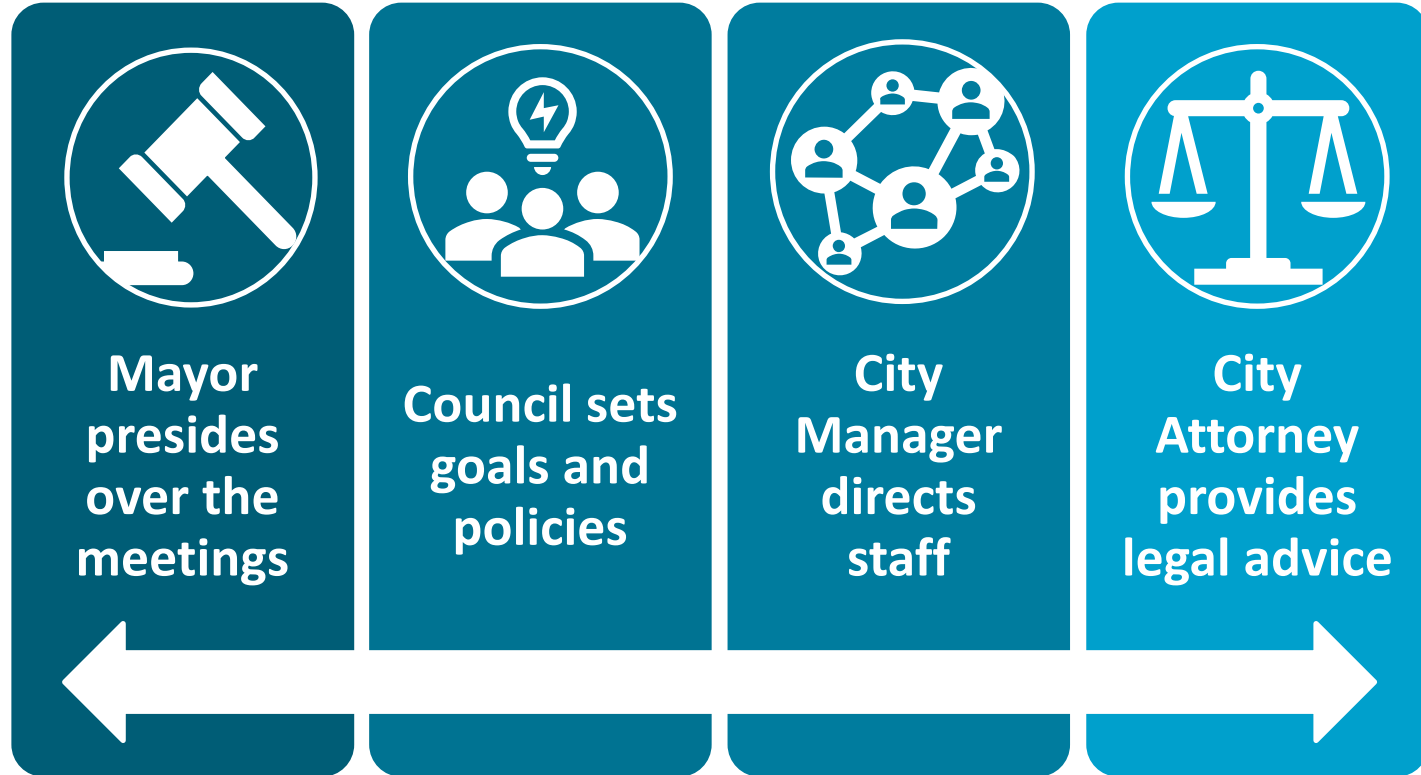 Mayor
presides
over the
meetings
Council sets
goals and
policies
City
Manager
directs
staff
City
Attorney
provides
legal advice